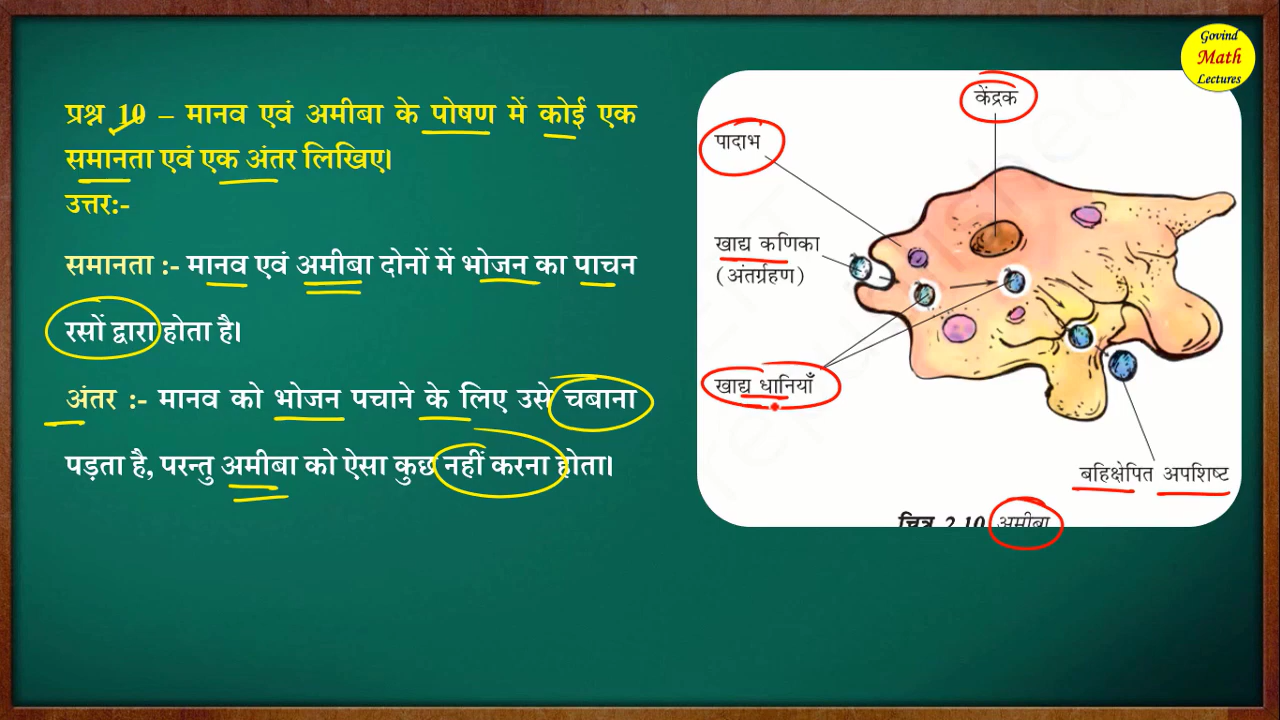 Govind
Math
Lectures
प्रश्न 10 – मानव एवं अमीबा के पोषण में कोई एक
समानता एवं एक अंतर लिखिए।
उत्तर:-
समानता :- मानव एवं अमीबा दोनों में भोजन का पाचन
रसों द्वारा होता है।
अंतर :- मानव को भोजन पचाने के लिए उसे चबाना
पड़ता है, परन्तु अमीबा को ऐसा कुछ नहीं करना होता।
केंद्रक
पादाभ
खाद्य कणिका
(अंतर्ग्रहण)
खाद्य धानियाँ
बहिक्षेपित अपशिष्ट
चित्र 2.10 अमीबा